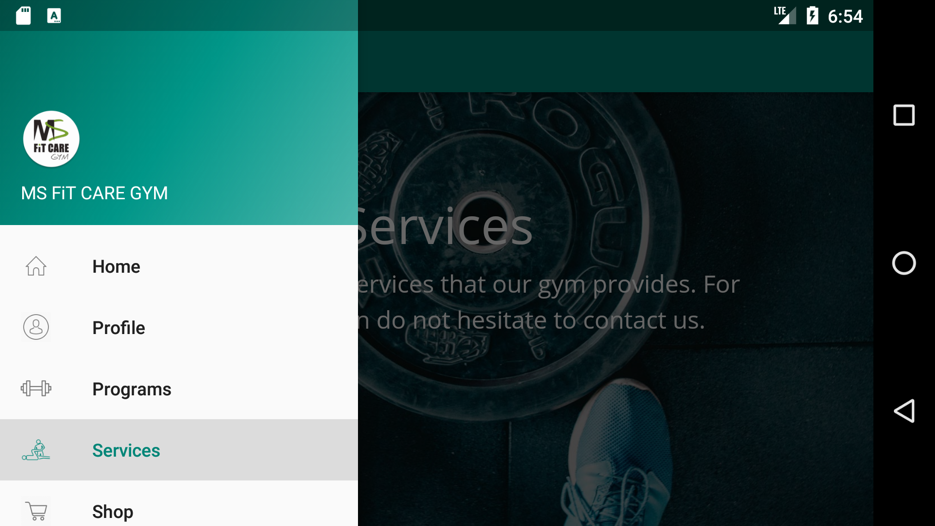 LTE 6:54
A
MS
FiT CARE
GYM
MS FiT CARE GYM
Home
Profile
Programs
Services
Shop
ROGUE
Services
ervices that our gym provides. For
n do not hesitate to contact us.